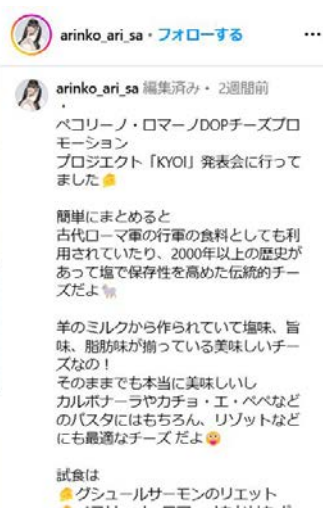 arinko_ari_sa・フォローする ...
arinko_ari_sa 編集済み・ 2週間前
・
ペコリーノ・ロマーノDOPチーズプロ
モーション
プロジェクト「KYOI」発表会に行って
ました🧀
簡単にまとめると
古代ローマ軍の行軍の食料としても利
用されていたり、2000年以上の歴史が
あって塩で保存性を高めた伝統的チー
ズだよ🐏
羊のミルクから作られていて塩味、旨
味、脂肪味が揃っている美味しいチー
ズなの！
そのままでも本当に美味しいし
カルボナーラやカチョ・エ・ペペなど
のパスタにはもちろん、リゾットなど
にも最適なチーズ だよ😋
試食は
🧀グシュールサーモンのリエット